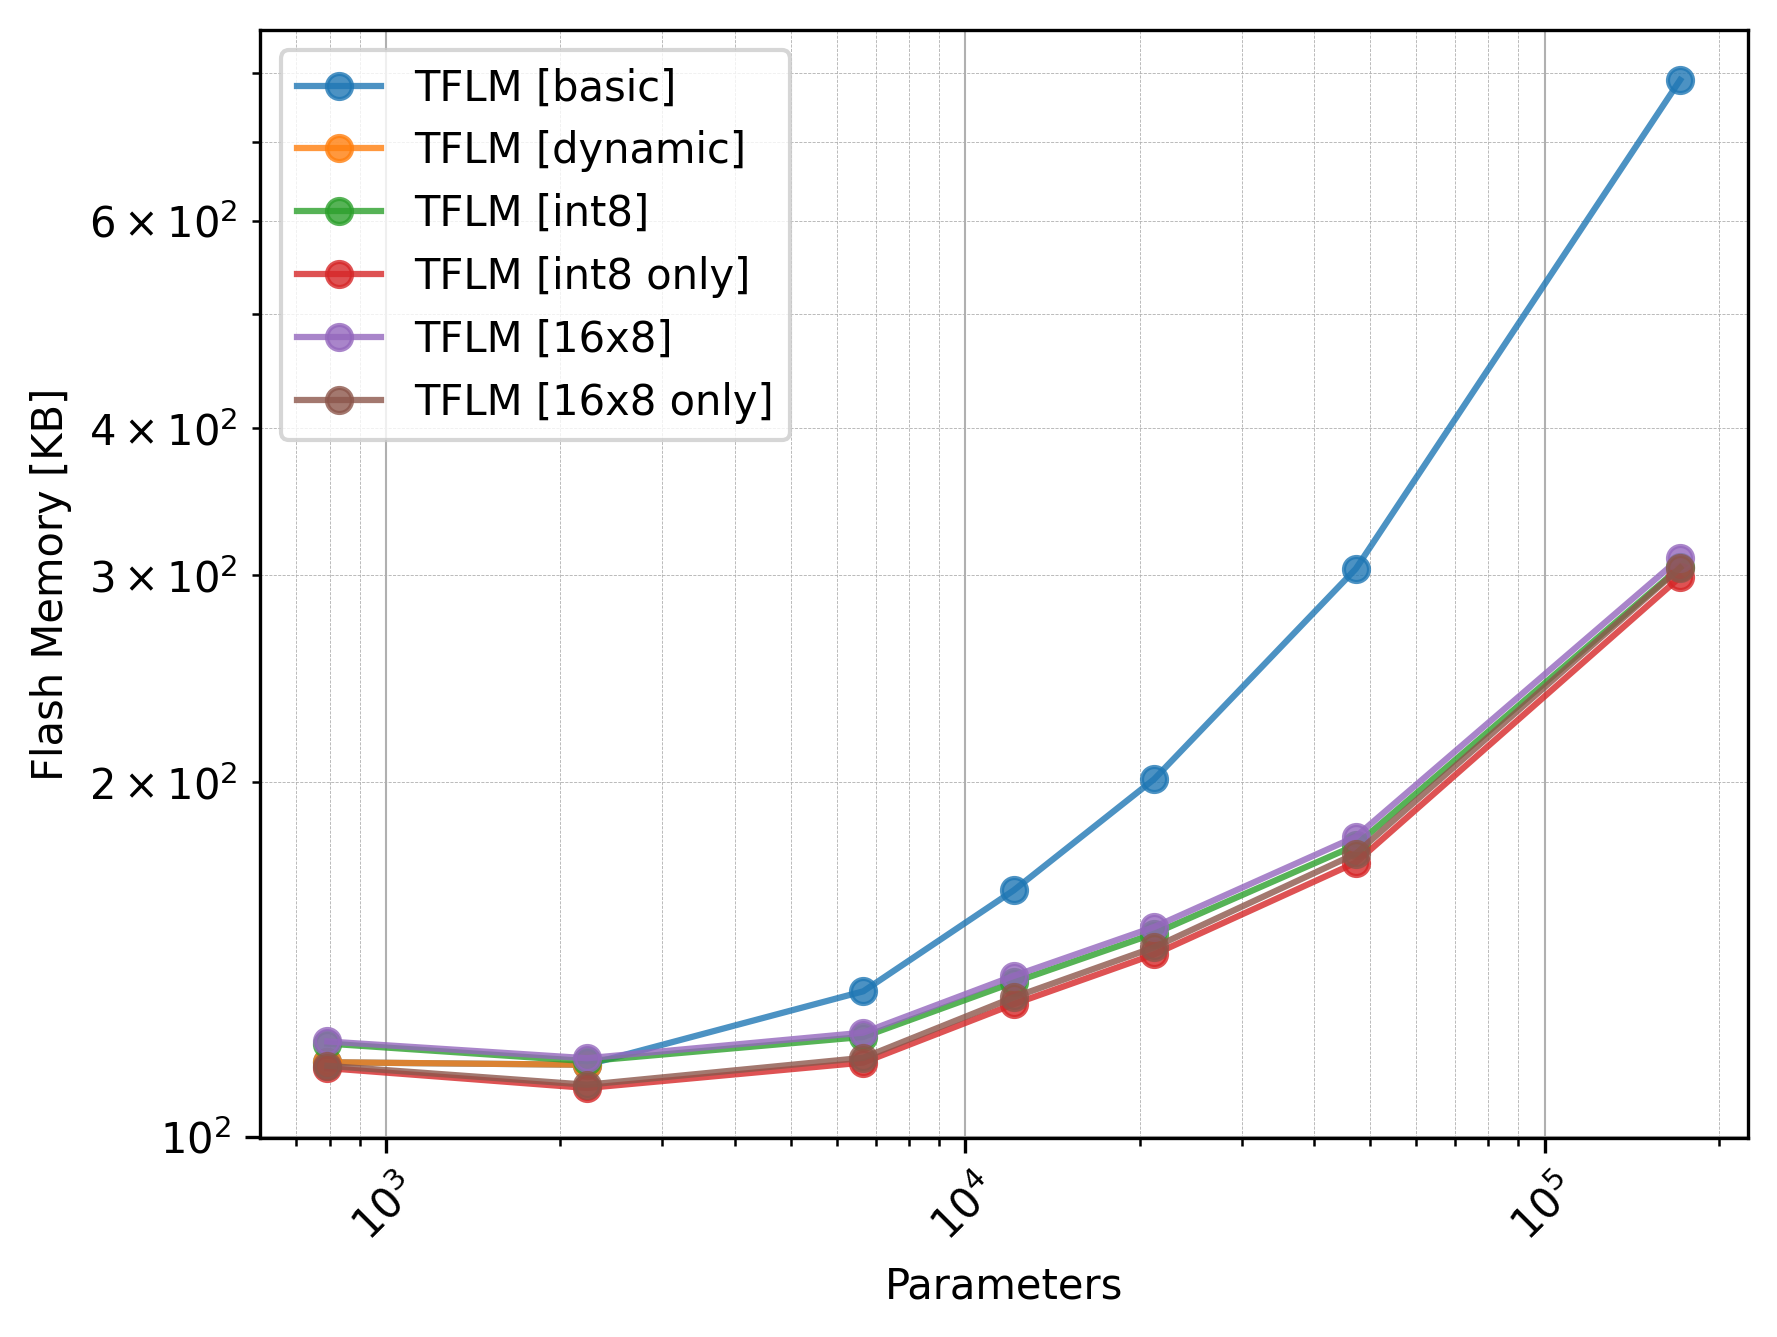 TFLM [basic]
TFLM [dynamic]
TFLM [int8]
TFLM [int8 only]
TFLM [16x8]
TFLM [16x8 only]
Flash Memory [KB]
6 × 10²
4 × 10²
3 × 10²
2 × 10²
10²
10³
10⁴
10⁵
Parameters